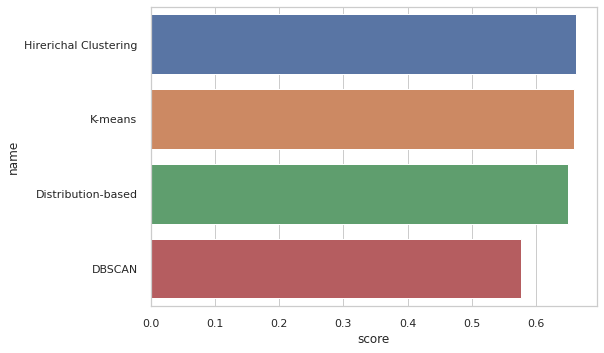 Hirerichal Clustering
K-means
Distribution-based
DBSCAN
name
0.0 0.1 0.2 0.3 0.4 0.5 0.6
score